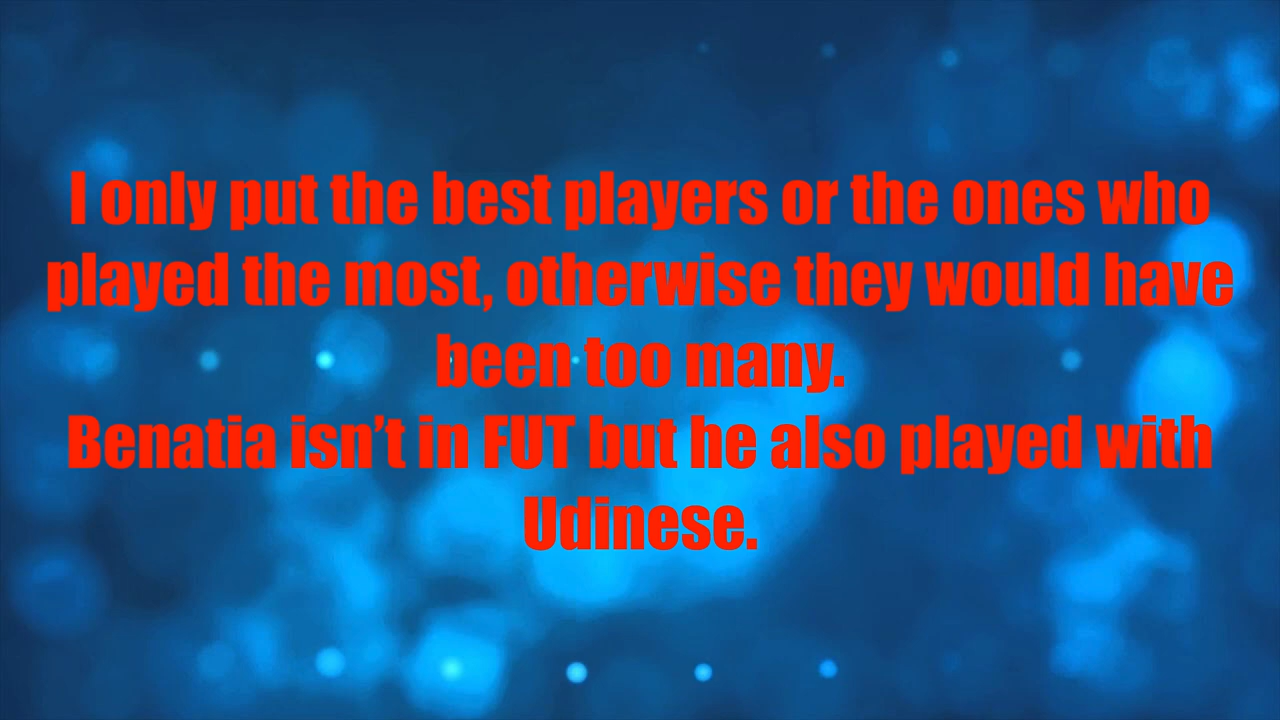 I only put the best players or the ones who
played the most, otherwise they would have
been too many.
Benatia isn’t in FUT but he also played with
Udinese.